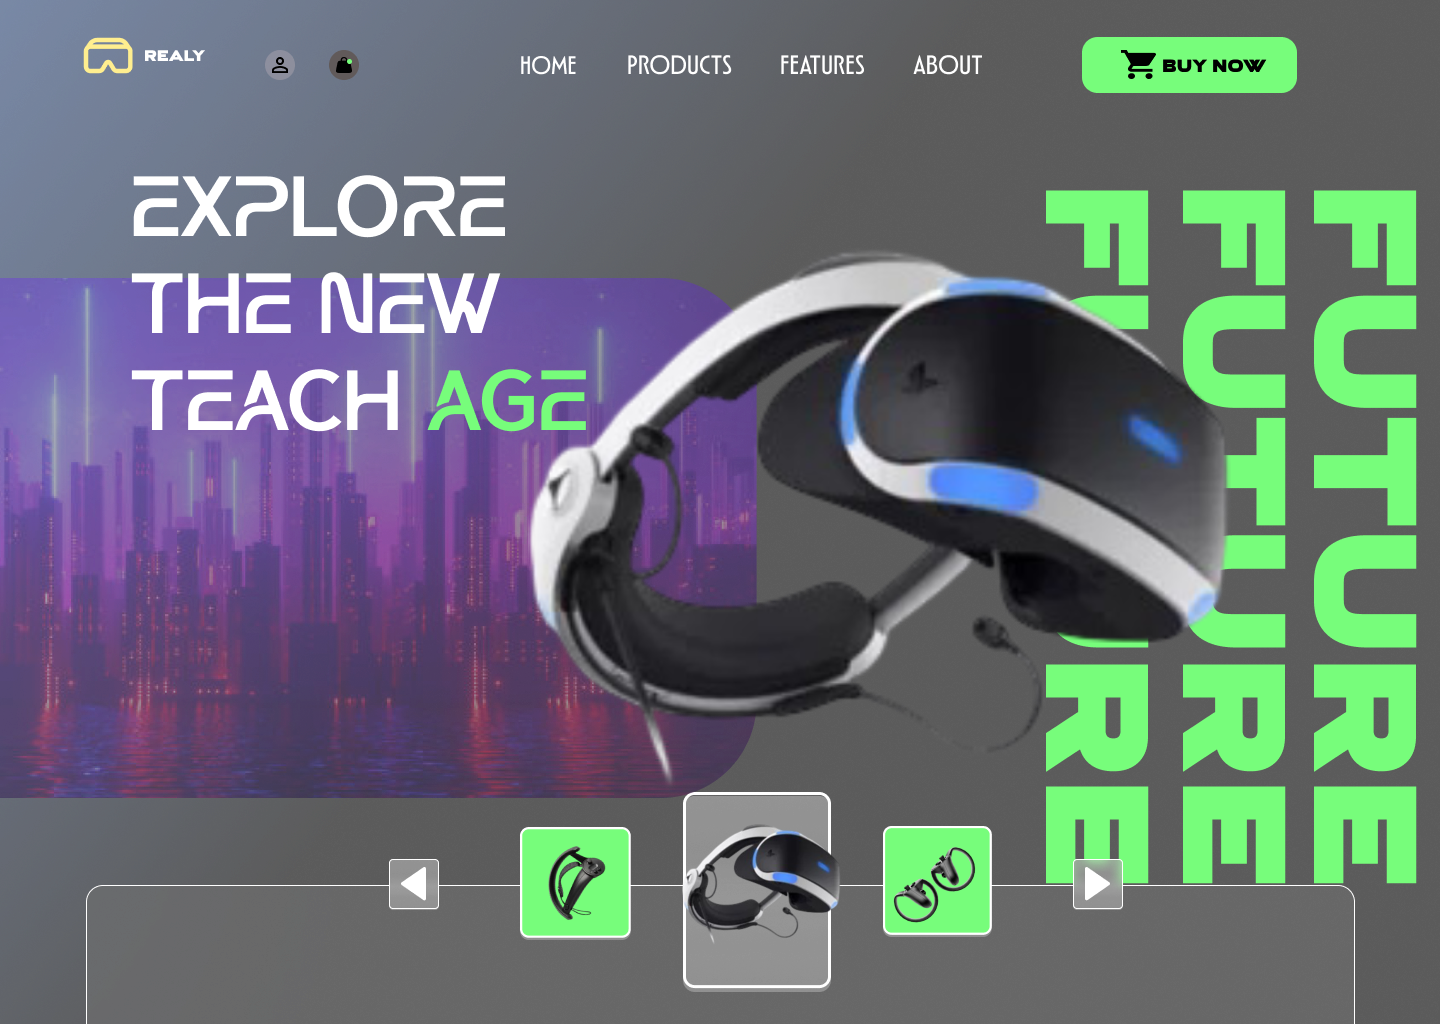 REALY
HOME
PRODUCTS
FEATURES
ABOUT
BUY NOW
EXPLORE
THE NEW
TEACH AGE
FUTURE
FUTURE
FUTURE